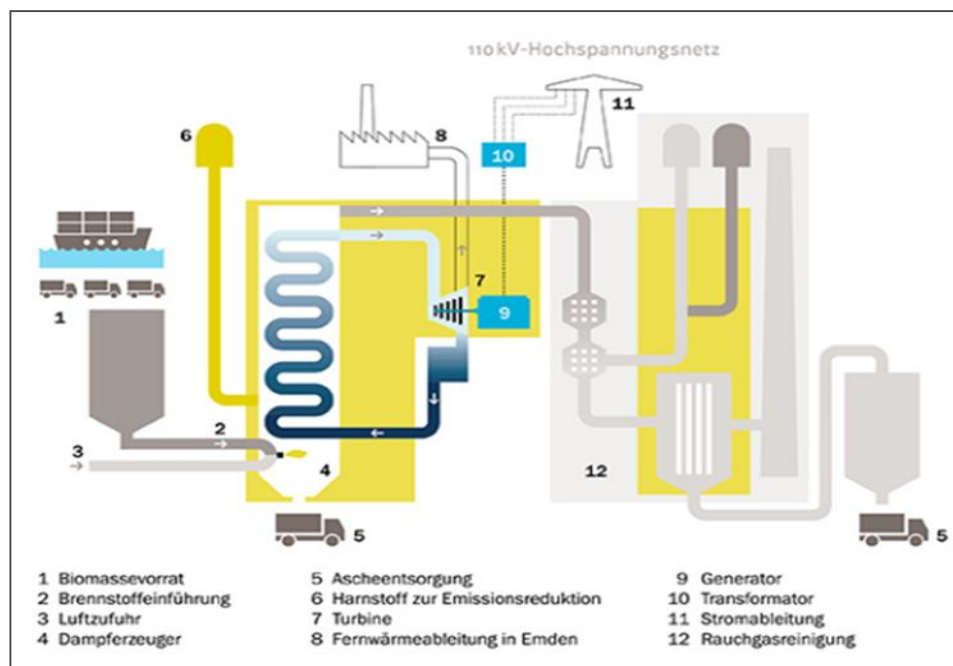 110 kV-Hochspannungsnetz
6
8
10
11
7
9
1
2
3
4
12
5
5
1 Biomassevorrat
2 Brennstoffeinführung
3 Luftzufuhr
4 Dampferzeuger
5 Ascheentsorgung
6 Harnstoff zur Emissionsreduktion
7 Turbine
8 Fernwärmeableitung in Emden
9 Generator
10 Transformator
11 Stromableitung
12 Rauchgasreinigung